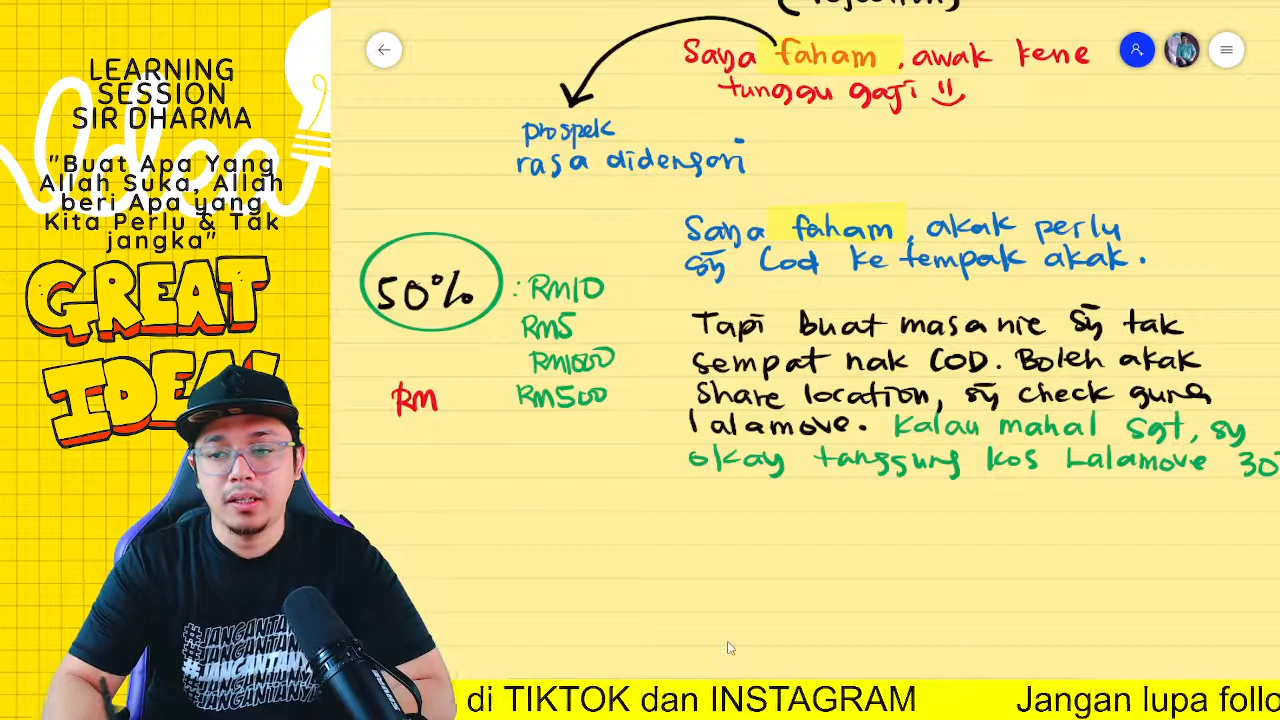 LEARNING
SESSION
SIR DHARMA
"Buat Apa Yang
Allah Suka, Allah
beri Apa yang
Kita Perlu & Tak
jangka"
GREAT
Saya faham, awak kene
tunggu gaji
prospek
rasa didengari
Saya faham, akak perlu
sy Cod ke tempak akak.
50% : RM10
RM5
RM1000
RM RM500
Tapi buat masa nie sy tak
sempat nak COD. Boleh akak
Share location, sy check guna
lalamove. Kalau mahal sgt, sy
okay tanggung kos Lalamove
#JANGANTANY
di TIKTOK dan INSTAGRAM Jangan lupa follo